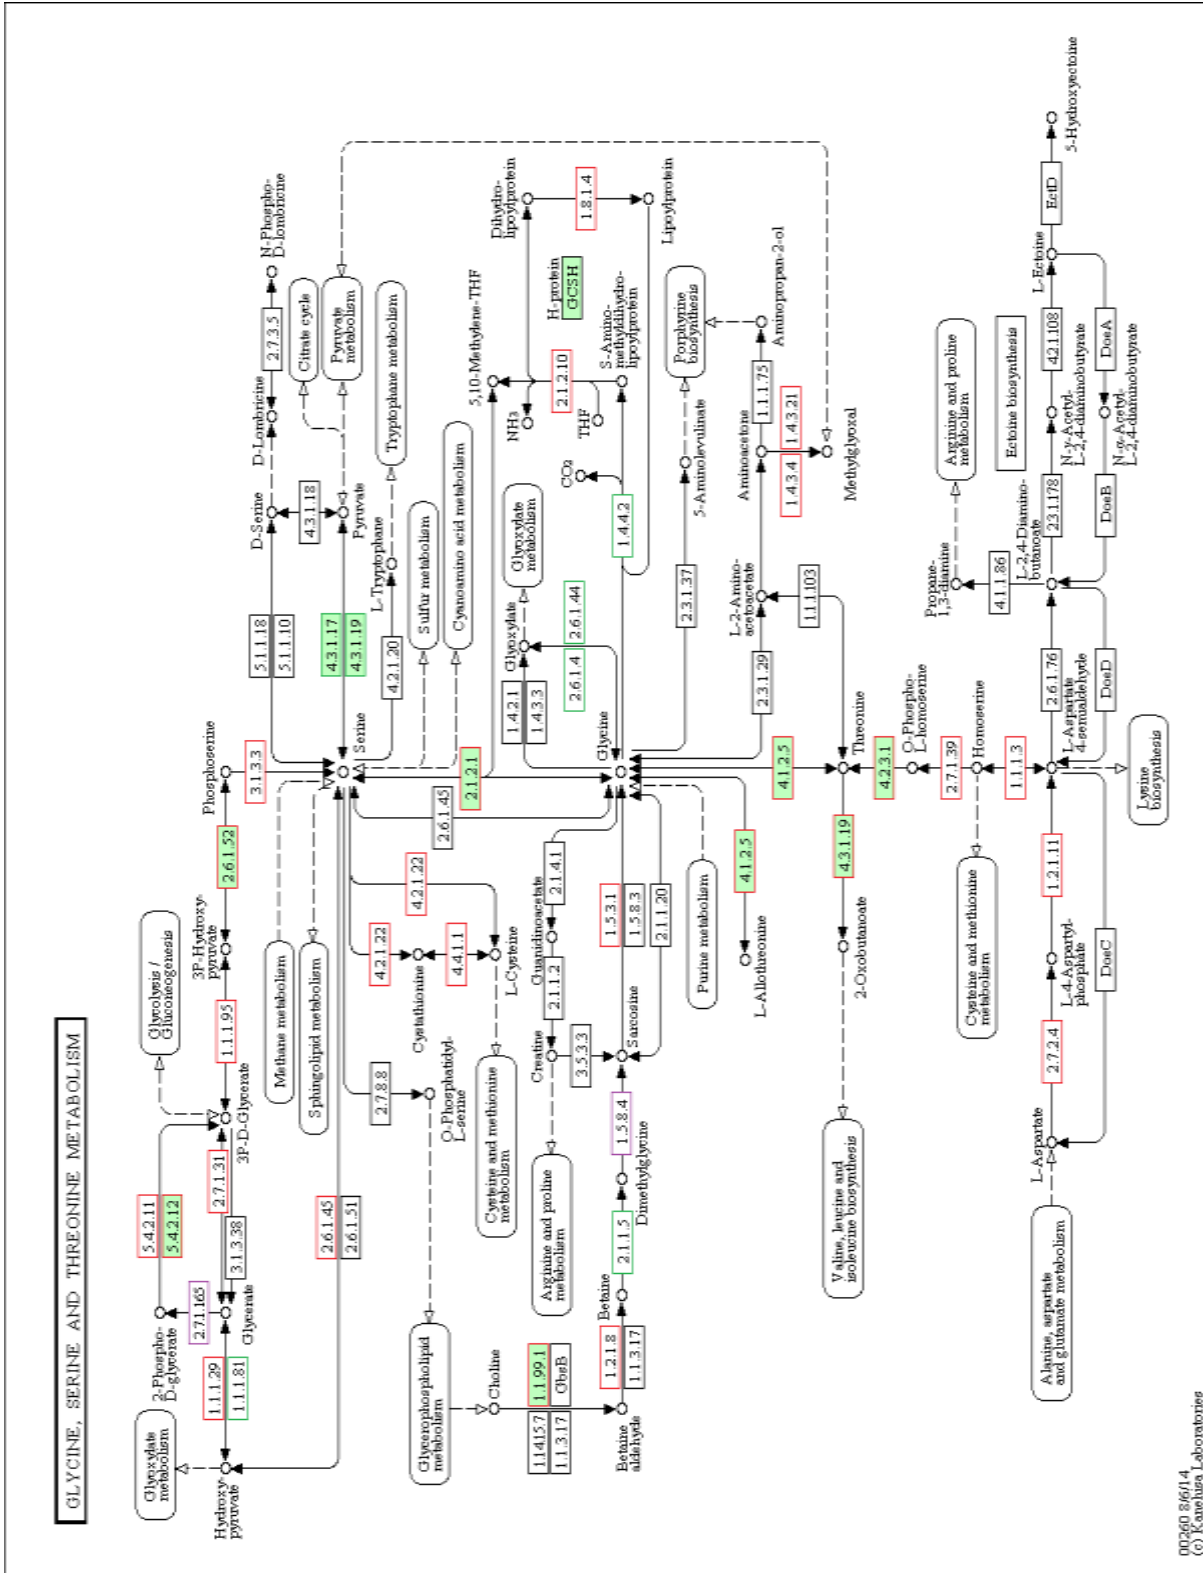 GLYCINE, SERINE AND THREONINE METABOLISM
Glyoxylate
metabolism
Hydroxy-
pyruvate
1.1.1.29
1.1.1.81
2-Phospho-
D-glycerate
2.7.1.165
Glycerate
5.4.2.11
5.4.2.12
2.7.1.31
3.1.3.38
3P-D-Glycerate
Glycolysis /
Gluconeogenesis
1.1.1.95
3P-Hydroxy-
pyruvate
2.6.1.52
Phosphoserine
3.1.3.3
Methane metabolism
Sphingolipid metabolism
2.6.1.45
2.6.1.51
Serine
5.1.1.18
5.1.1.10
D-Serine
D-Lombricine
2.7.3.5
N-Phospho-
D-lombricine
4.3.1.18
4.3.1.17
4.3.1.19
Pyruvate
Citrate cycle
Pyruvate
metabolism
4.2.1.20
L-Tryptophane
Tryptophane metabolism
Sulfur metabolism
Cyanoamino acid metabolism
2.7.8.8
O-Phosphatidyl-
L-serine
Glycerophospholipid
metabolism
4.2.1.22
Cystathionine
4.4.1.1
4.2.1.22
L-Cysteine
Cysteine and methionine
metabolism
2.6.1.45
2.1.2.1
5,10-Methylene-THF
Choline
1.14.15.7
1.1.3.17
1.1.99.1
GbsB
Betaine
aldehyde
1.2.1.8
1.1.3.17
Betaine
2.1.1.5
Dimethylglycine
1.5.8.4
Sarcosine
Arginine and proline
metabolism
Creatine
3.5.3.3
2.1.1.2
Guanidinoacetate
2.1.4.1
1.5.3.1
1.5.8.3
2.1.1.20
Glycine
1.4.2.1
1.4.3.3
Glyoxylate
Glyoxylate
metabolism
2.6.1.4
2.6.1.44
1.4.4.2
CO2
NH3
THF
2.1.2.10
H-protein
GCSH
S-Amino-
methyldihydro-
lipoylprotein
Dihydro-
lipoylprotein
1.8.1.4
Lipoylprotein
Purine metabolism
4.1.2.5
L-Allothreonine
2.3.1.37
5-Aminolevulinate
Porphyrine
biosynthesis
2.3.1.29
L-2-Amino-
acetoacetate
Aminoacetone
1.1.1.75
Aminopropan-2-ol
1.4.3.4
1.4.3.21
Methylglyoxal
1.1.1.103
4.1.2.5
Threonine
4.3.1.19
2-Oxobutanoate
Valine, leucine and
isoleucine biosynthesis
4.2.3.1
O-Phospho-
L-homoserine
2.7.1.39
Homoserine
Cysteine and methionine
metabolism
1.1.1.3
Alanine, aspartate
and glutamate metabolism
L-Aspartate
2.7.2.4
L-4-Aspartyl-
phosphate
1.2.1.11
DoeC
L-Aspartate
4-semialdehyde
Lysine
biosynthesis
2.6.1.76
DoeD
L-2,4-Diamino-
butanoate
4.1.1.86
Propane-
1,3-diamine
Arginine and proline
metabolism
Ectoine biosynthesis
2.3.1.178
N-γ-Acetyl-
L-2,4-diaminobutyrate
4.2.1.108
L-Ectoine
EctD
5-Hydroxyectoine
DoeB
N-α-Acetyl-
L-2,4-diaminobutyrate
DoeA
00260 8/6/14
(c) Kanehisa Laboratories